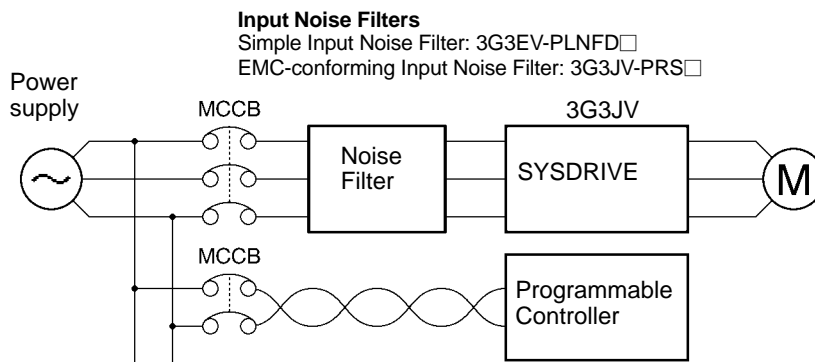 Input Noise Filters
Simple Input Noise Filter: 3G3EV-PLNFD□
EMC-conforming Input Noise Filter: 3G3JV-PRS□
Power
supply
MCCB
3G3JV
Noise
Filter
SYSDRIVE
M
MCCB
Programmable
Controller